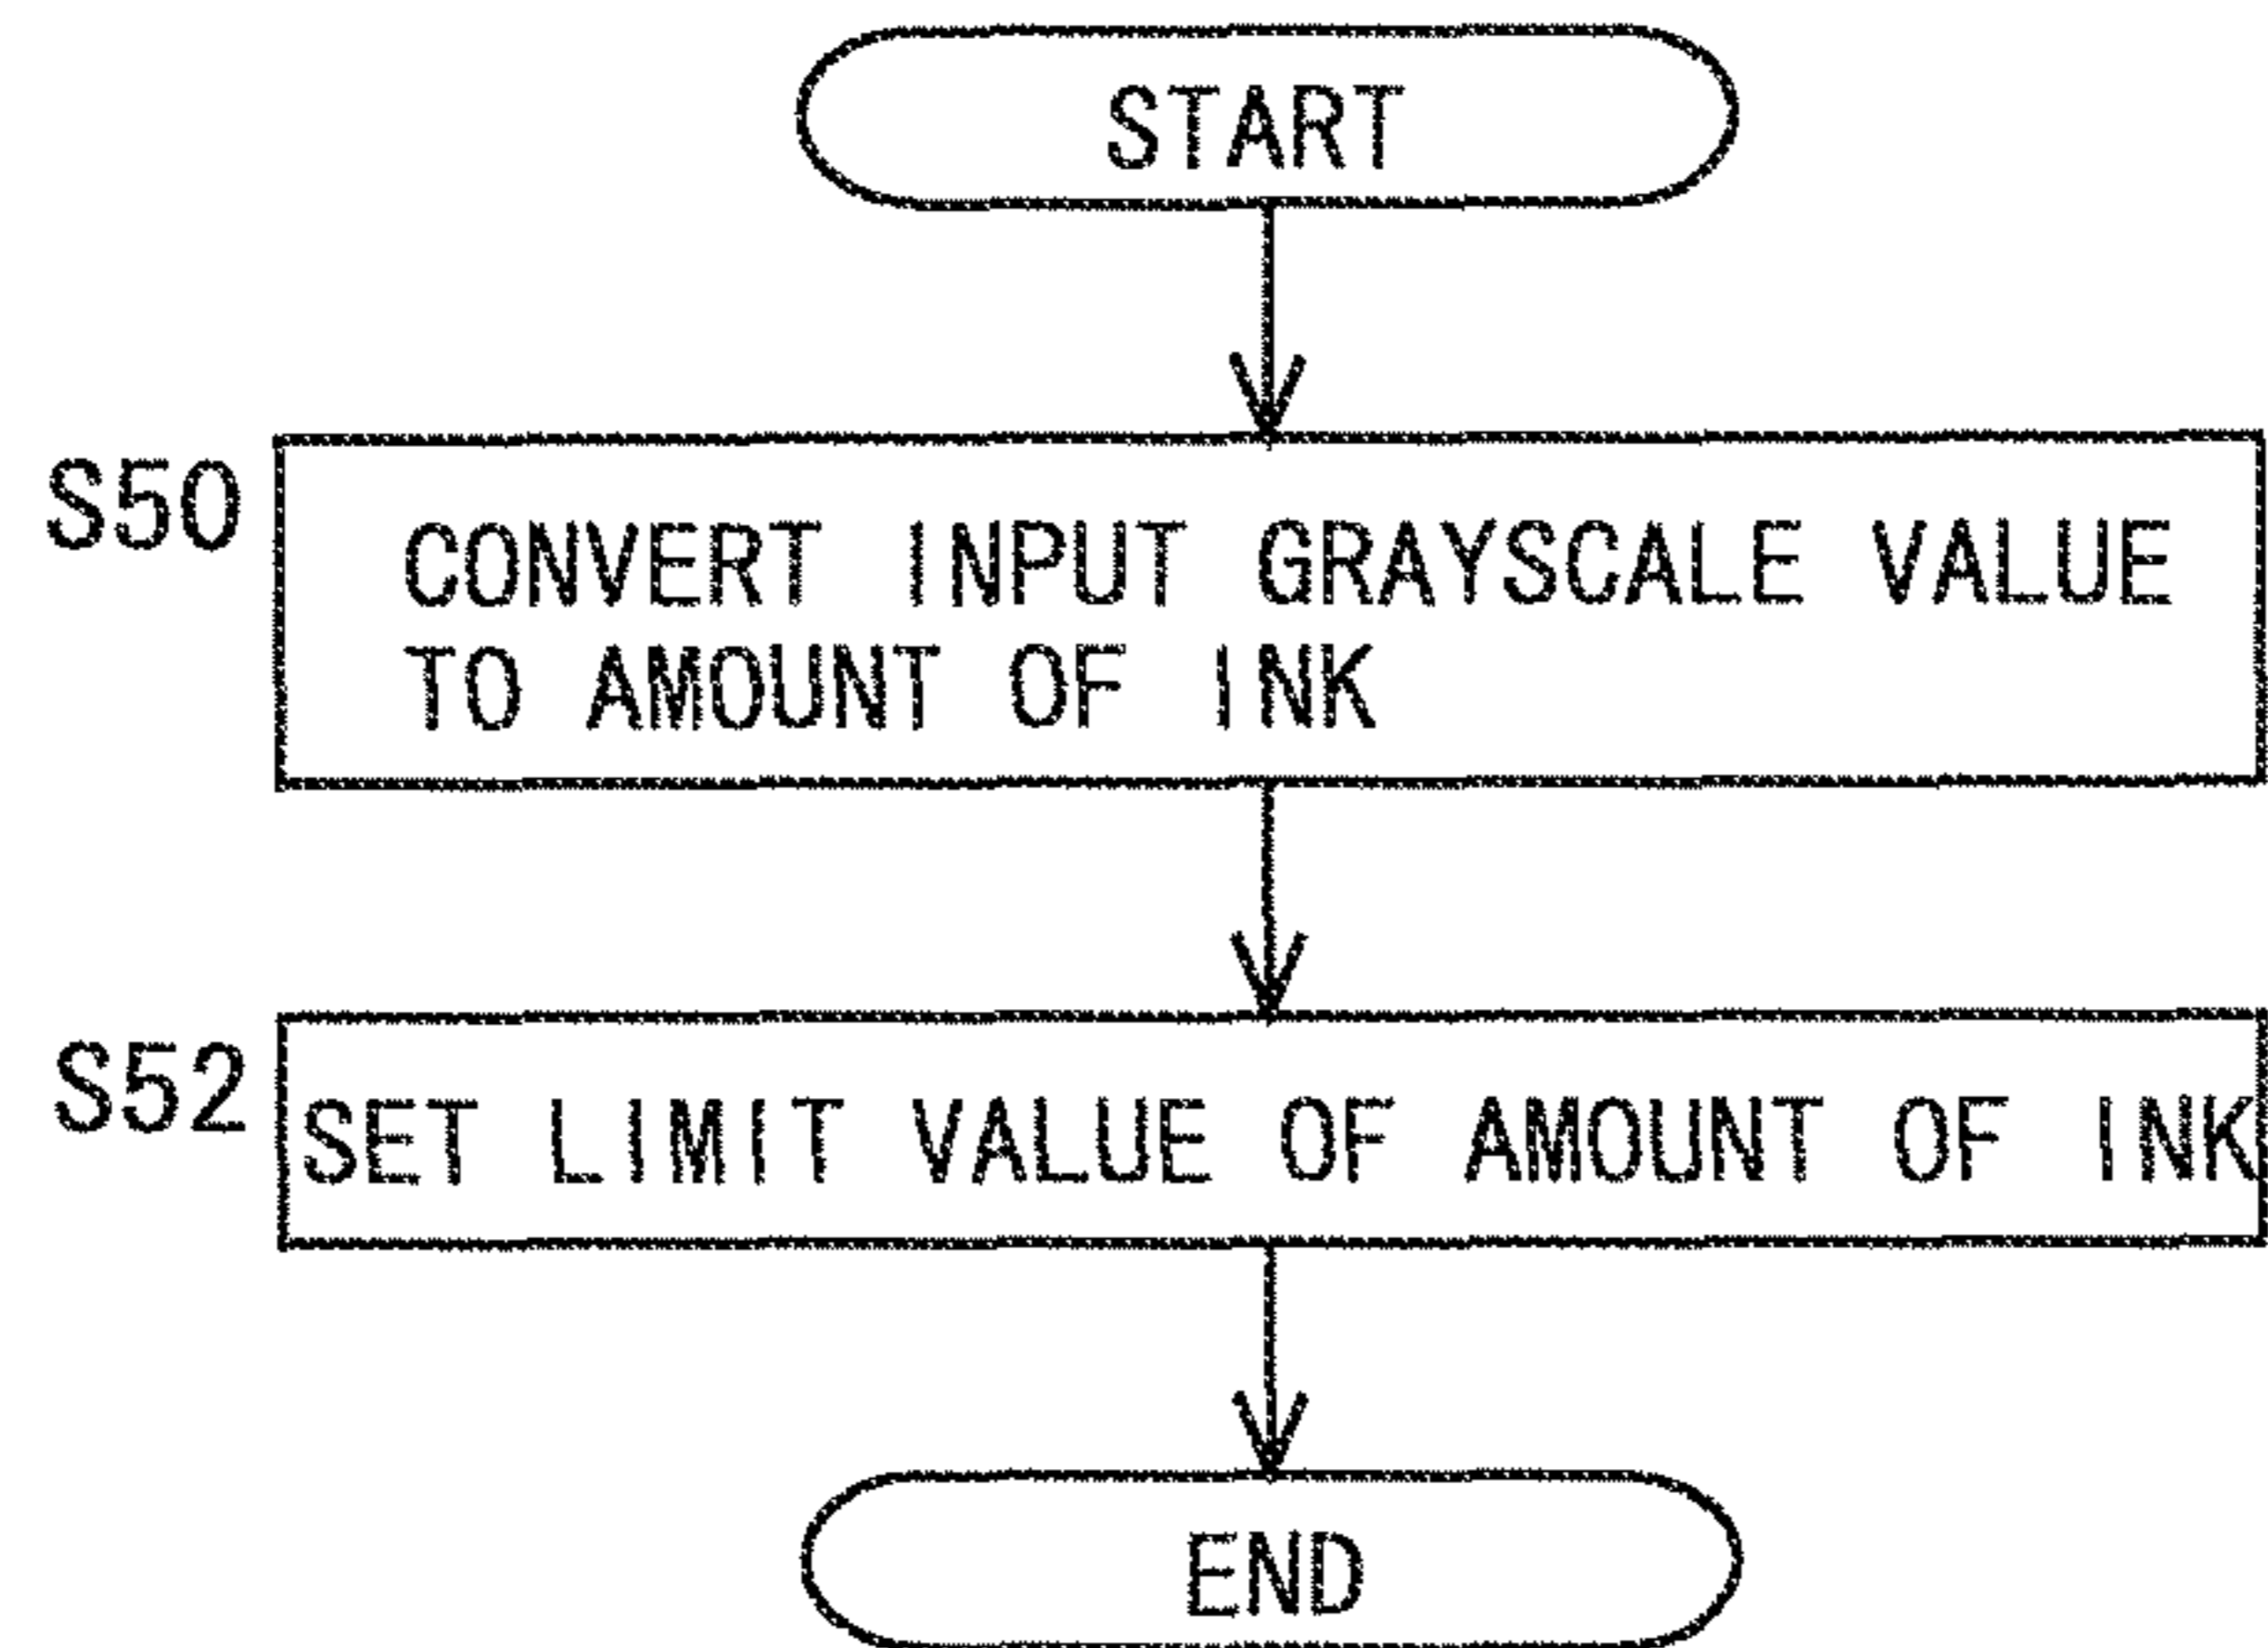 START
S50
CONVERT INPUT GRAYSCALE VALUE
TO AMOUNT OF INK
S52
SET LIMIT VALUE OF AMOUNT OF INK
END